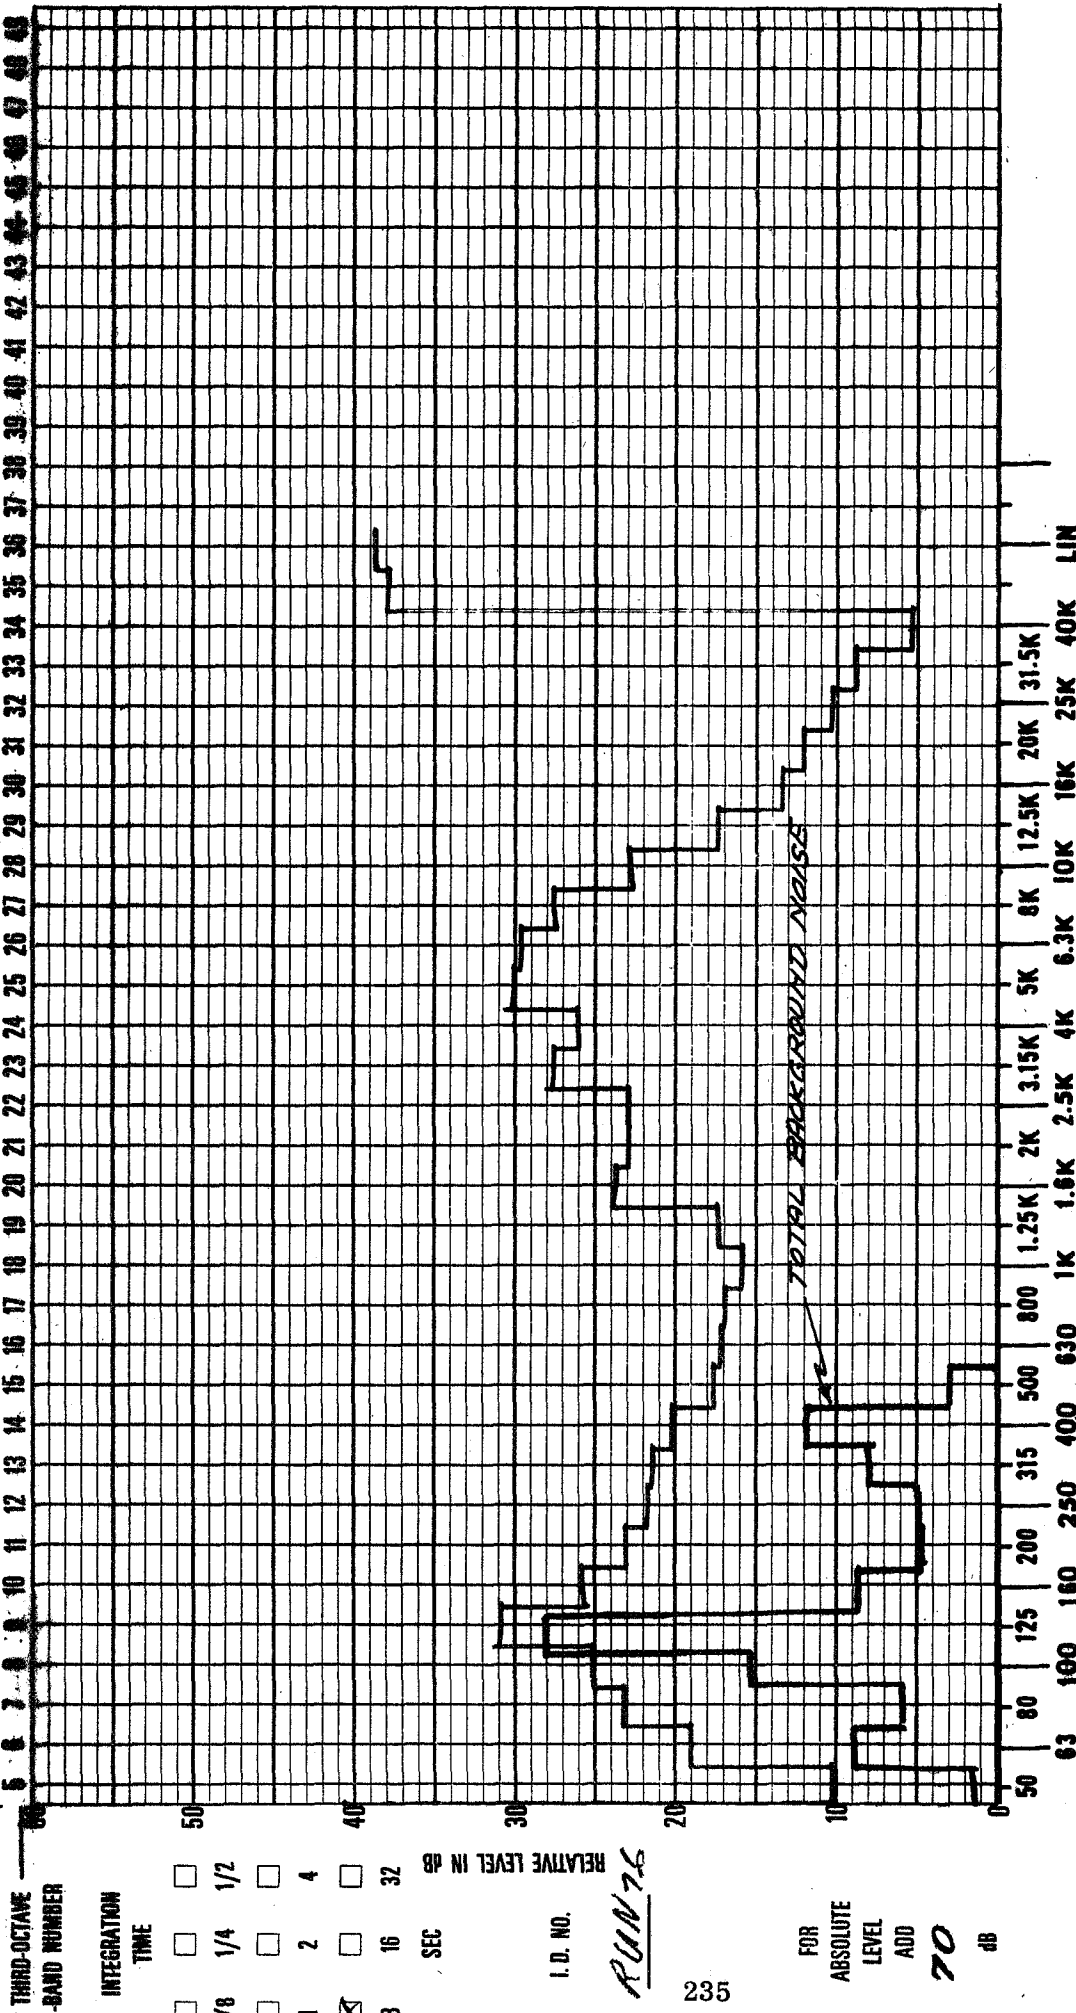 THIRD-OCTAVE
-BAND NUMBER
5 6 7 8 9 10 11 12 13 14 15 16 17 18 19 20 21 22 23 24 25 26 27 28 29 30 31 32 33 34 35 36 37 38 39 40 41 42 43 44 45 46 47 48 49
INTEGRATION
TIME
1/4 1/2
1 2 4
16 32
SEC
I.D. NO.
RUN 76
FOR
ABSOLUTE
LEVEL
ADD
70
dB
RELATIVE LEVEL IN dB
50
40
30
20
10
0
TOTAL BACKGROUND NOISE
50 80 125 200 315 500 800 1.25K 2K 3.15K 5K 8K 12.5K 20K 31.5K
63 100 160 250 400 630 1K 1.6K 2.5K 4K 6.3K 10K 16K 25K 40K LIN
235